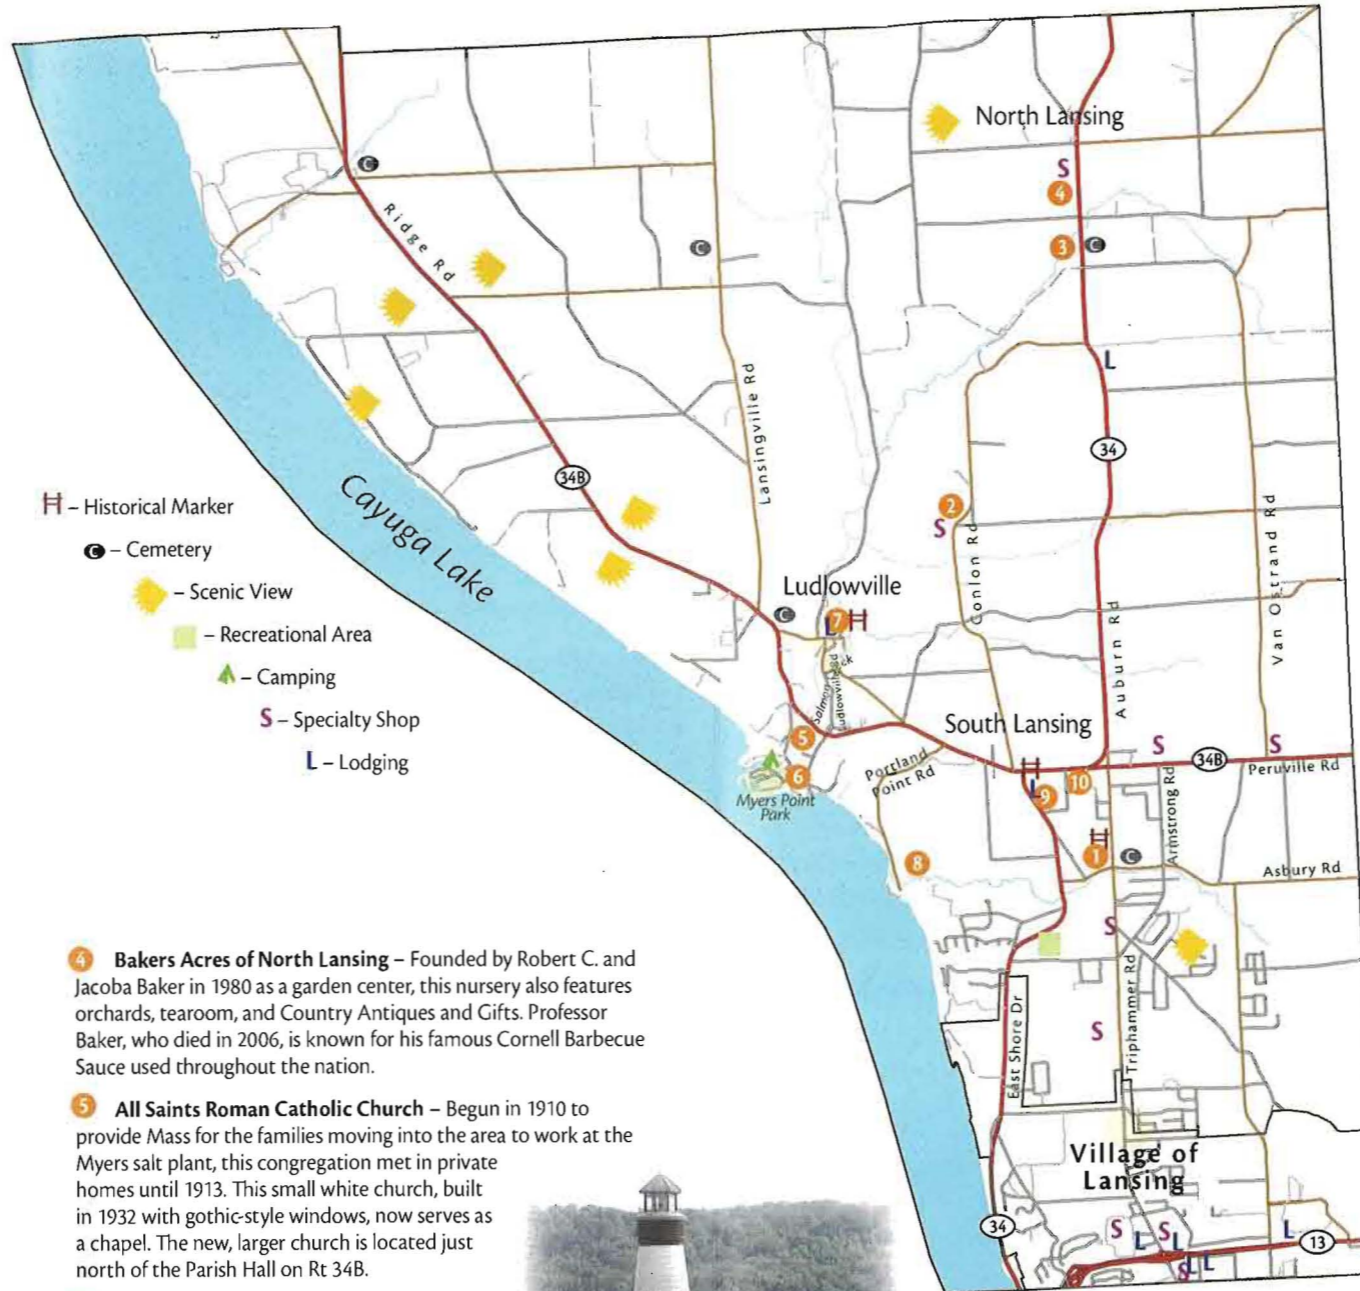 North Lansing
S
4
C
Ridge Rd
C
3 C
L
Lansingville Rd
34
34B
2
S
Conlon Rd
Van Ostrand Rd
Cayuga Lake
H – Historical Marker
C – Cemetery
– Scenic View
– Recreational Area
– Camping
S – Specialty Shop
L – Lodging
Ludlowville
C
7 H
L
Auburn Rd
Salmon Ck
Ludlowville Rd
South Lansing
5
6
Myers Point
Park
Portland
Point Rd
H
L
9
10
S
34B
S
Peruville Rd
Armstrong Rd
H
1
C
Asbury Rd
8
S
Triphammer Rd
S
East Shore Dr
Village of
Lansing
34
S
L
S
L
L
13
S
L
L
4 Bakers Acres of North Lansing – Founded by Robert C. and
Jacoba Baker in 1980 as a garden center, this nursery also features
orchards, tearoom, and Country Antiques and Gifts. Professor
Baker, who died in 2006, is known for his famous Cornell Barbecue
Sauce used throughout the nation.
5 All Saints Roman Catholic Church – Begun in 1910 to
provide Mass for the families moving into the area to work at the
Myers salt plant, this congregation met in private
homes until 1913. This small white church, built
in 1932 with gothic-style windows, now serves as
a chapel. The new, larger church is located just
north of the Parish Hall on Rt 34B.